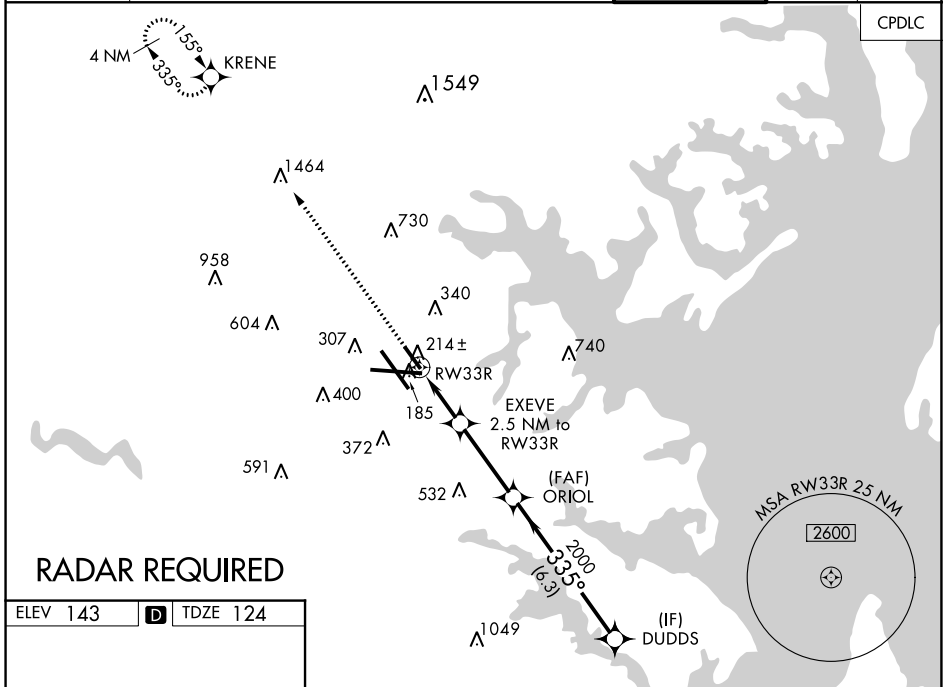 CPDLC
4 NM
155°
335°
KRENE
1549
1464
730
958
340
604
307
214±
740
RW33R
400
185
EXEVE
2.5 NM to
RW33R
372
591
532
(FAF)
ORIOL
MSA RW33R 25 NM
2600
RADAR REQUIRED
2000
335°
(6.3)
ELEV 143 D TDZE 124
1049
(IF)
DUDDS